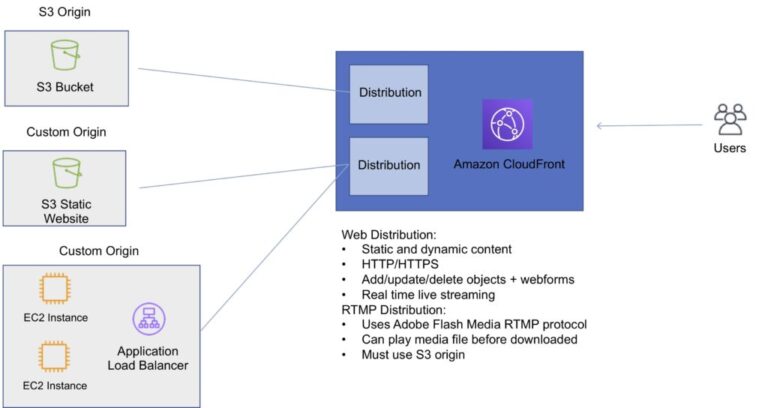 S3 Origin
S3 Bucket
Custom Origin
S3 Static
Website
Custom Origin
EC2 Instance
EC2 Instance
Application
Load Balancer
Distribution
Distribution
Amazon CloudFront
Users
Web Distribution:
• Static and dynamic content
• HTTP/HTTPS
• Add/update/delete objects + webforms
• Real time live streaming
RTMP Distribution:
• Uses Adobe Flash Media RTMP protocol
• Can play media file before downloaded
• Must use S3 origin